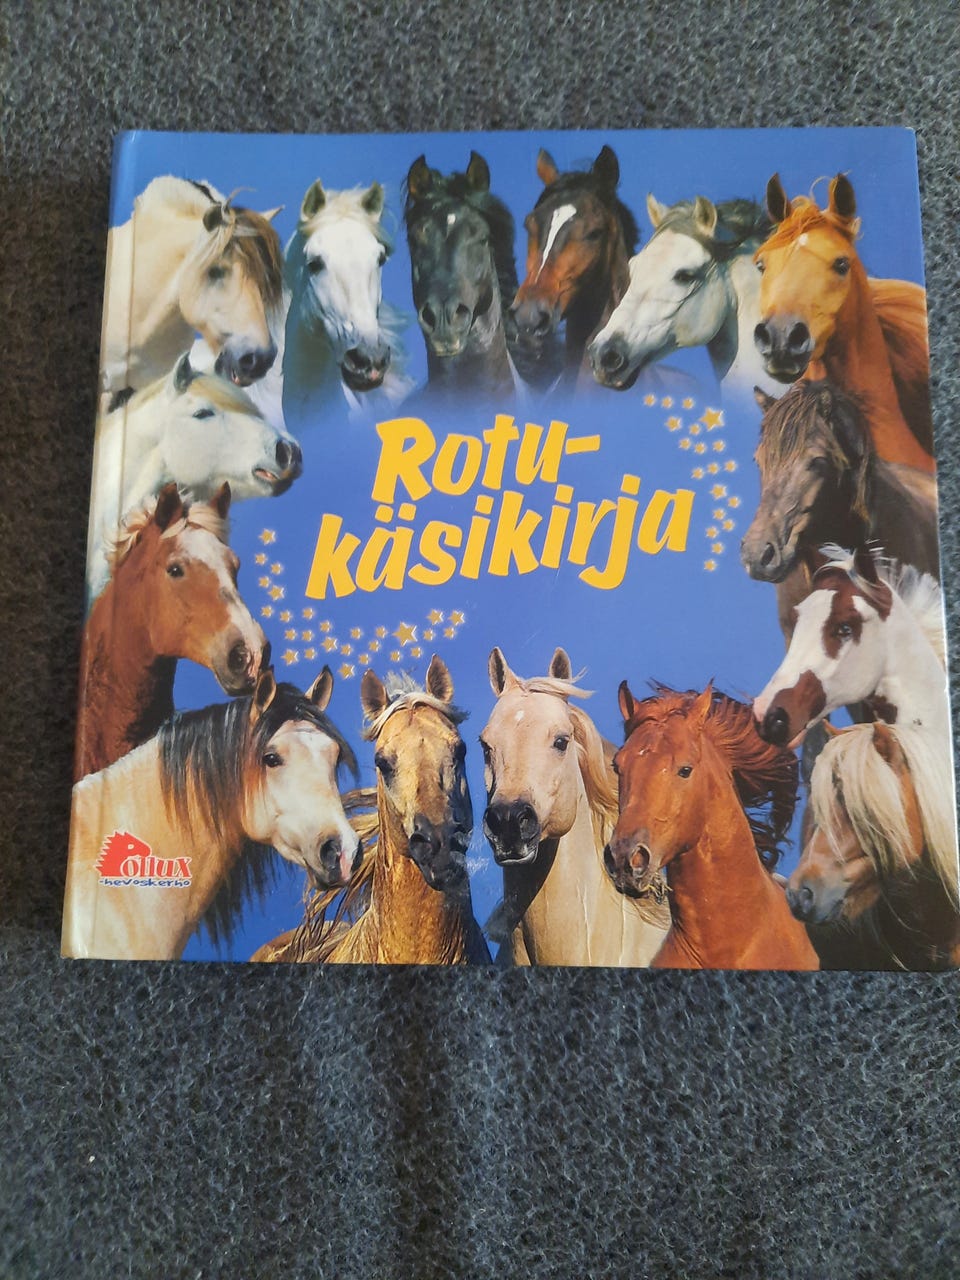 Rotu-
käsikirja
Pollux
-hevoskerho